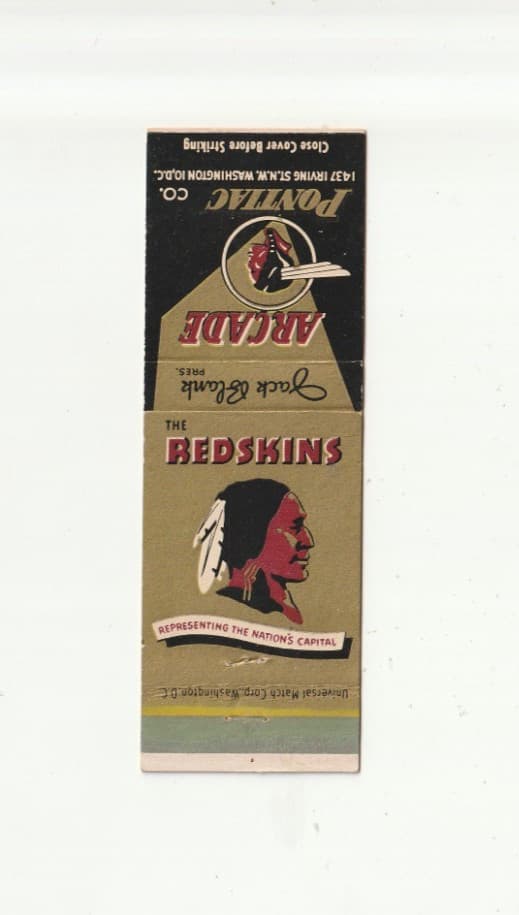 Close Cover Before Striking
1437 IRVING ST.N.W. WASHINGTON 10,D.C.
PONTIAC CO.
ARCADE
Jack Blank
PRES.
THE
REDSKINS
REPRESENTING THE NATION'S CAPITAL
Universal Match Corp., Washington, D.C.